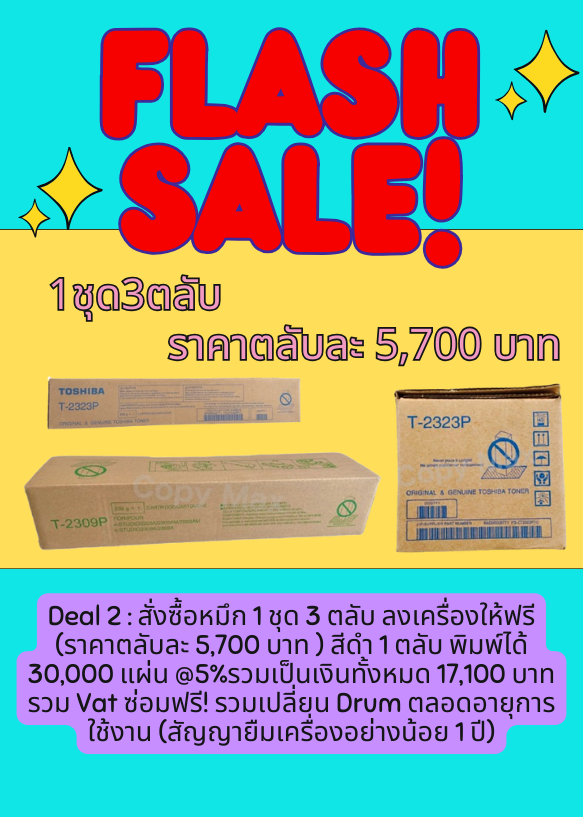 FLASH
SALE!
1ชุด3ตลับ
ราคาตลับละ 5,700 บาท
TOSHIBA
T-2323P
ORIGINAL & GENUINE TOSHIBA TONER
T-2323P
ORIGINAL & GENUINE TOSHIBA TONER
Copy Max
T-2309P
Deal 2 : สั่งซื้อหมึก 1 ชุด 3 ตลับ ลงเครื่องให้ฟรี
(ราคาตลับละ 5,700 บาท ) สีดำ 1 ตลับ พิมพ์ได้
30,000 แผ่น @5%รวมเป็นเงินทั้งหมด 17,100 บาท
รวม Vat ซ่อมฟรี! รวมเปลี่ยน Drum ตลอดอายุการ
ใช้งาน (สัญญายืมเครื่องอย่างน้อย 1 ปี)